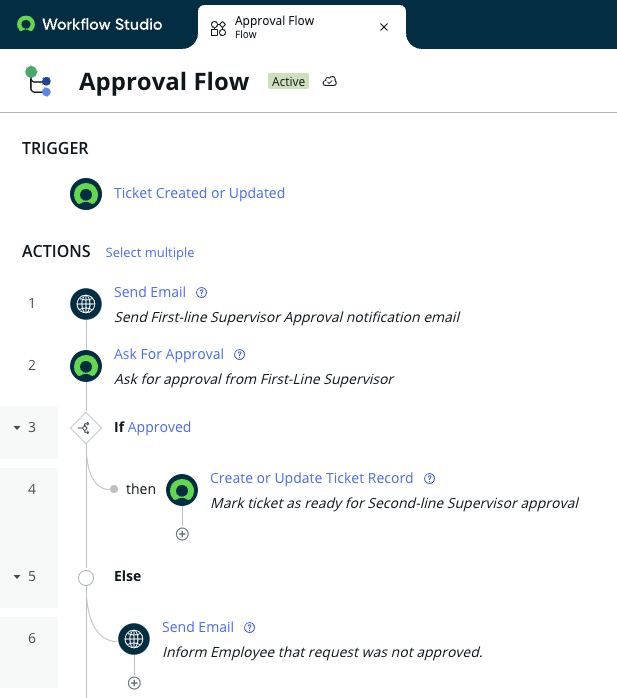 Workflow Studio
Approval Flow
Flow
Approval Flow
Active
TRIGGER
Ticket Created or Updated
ACTIONS Select multiple
1
Send Email
Send First-line Supervisor Approval notification email
2
Ask For Approval
Ask for approval from First-Line Supervisor
3 If Approved
4 then
Create or Update Ticket Record
Mark ticket as ready for Second-line Supervisor approval
5 Else
6
Send Email
Inform Employee that request was not approved.